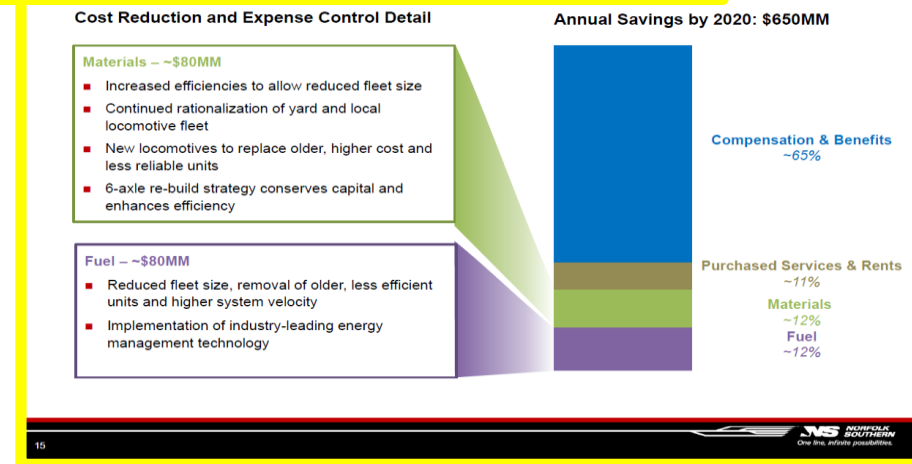 Cost Reduction and Expense Control Detail
Annual Savings by 2020: $650MM
Materials – ~$80MM
Increased efficiencies to allow reduced fleet size
Continued rationalization of yard and local
locomotive fleet
New locomotives to replace older, higher cost and
less reliable units
6-axle re-build strategy conserves capital and
enhances efficiency
Fuel – ~$80MM
Reduced fleet size, removal of older, less efficient
units and higher system velocity
Implementation of industry-leading energy
management technology
Compensation & Benefits
~65%
Purchased Services & Rents
~11%
Materials
~12%
Fuel
~12%
15
NS NORFOLK
SOUTHERN
One line, infinite possibilities.